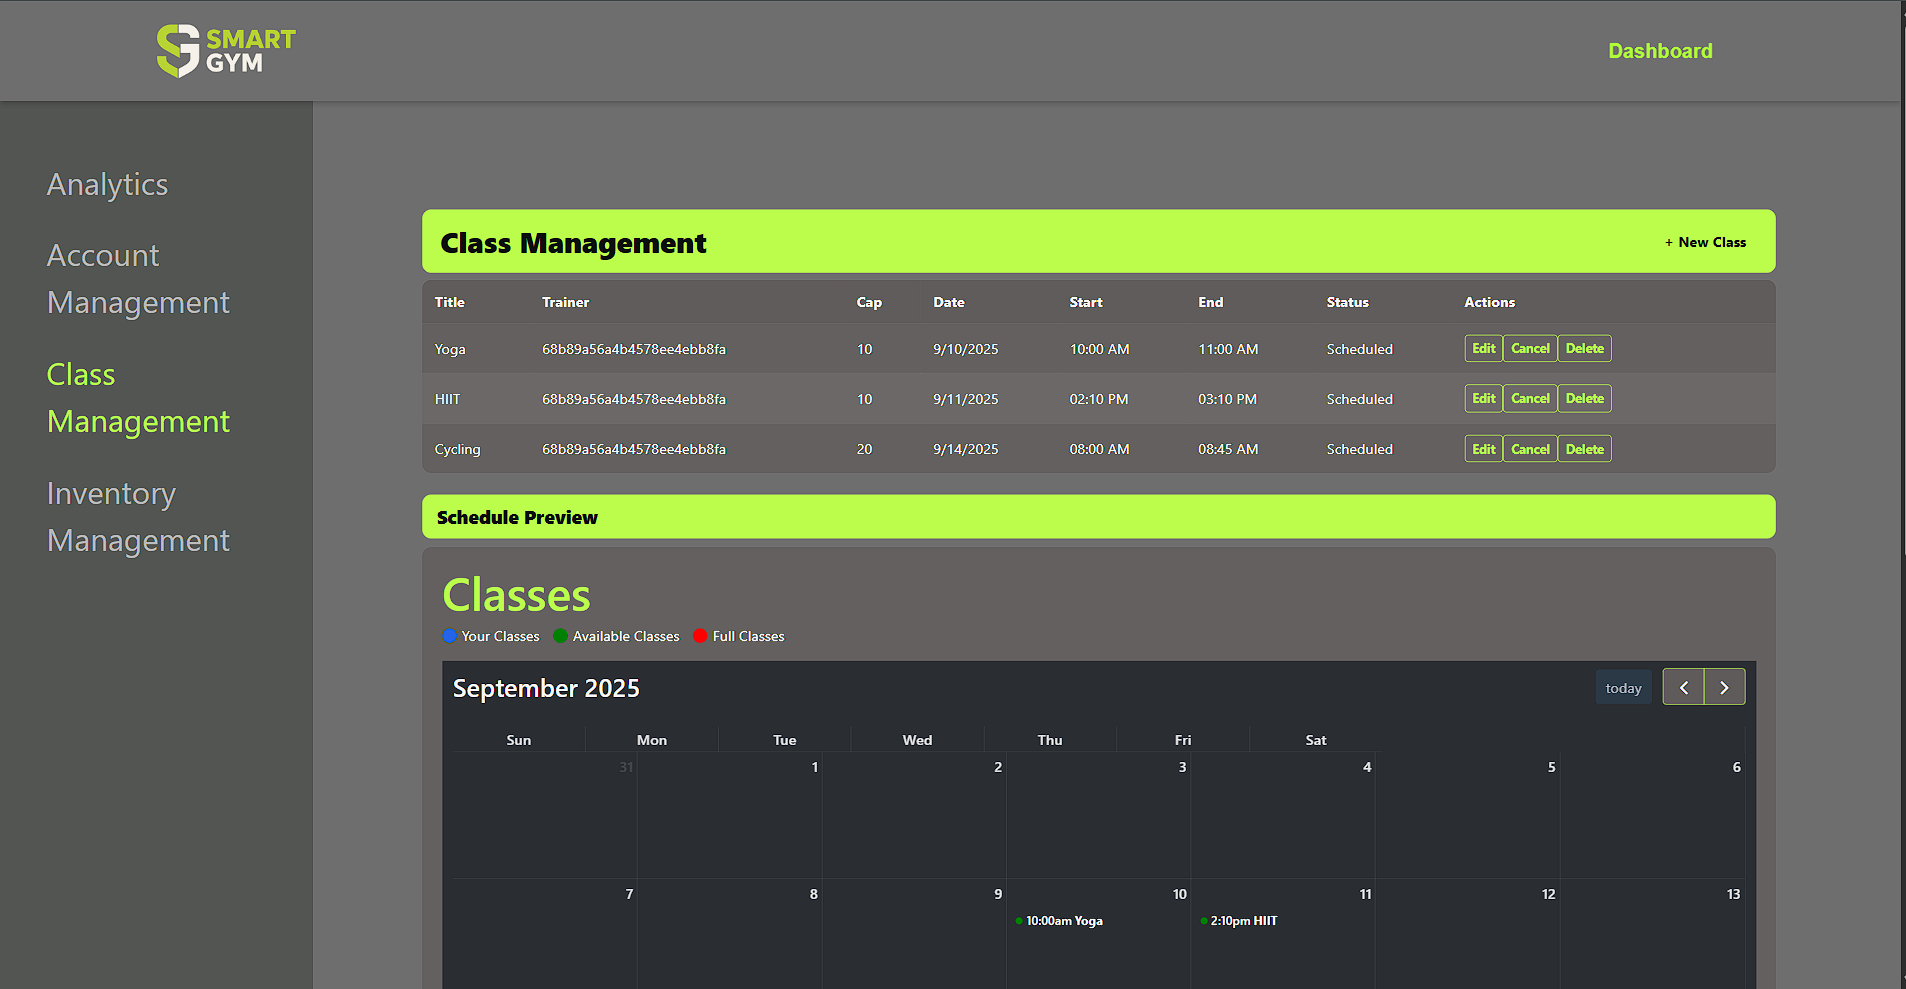 SMART
GYM
Dashboard
Analytics
Account
Management
Class
Management
Inventory
Management
Class Management
+ New Class
Title Trainer Cap Date Start End Status Actions
Yoga 68b89a56a4b4578ee4ebb8fa 10 9/10/2025 10:00 AM 11:00 AM Scheduled Edit Cancel Delete
HIIT 68b89a56a4b4578ee4ebb8fa 10 9/11/2025 02:10 PM 03:10 PM Scheduled Edit Cancel Delete
Cycling 68b89a56a4b4578ee4ebb8fa 20 9/14/2025 08:00 AM 08:45 AM Scheduled Edit Cancel Delete
Schedule Preview
Classes
Your Classes Available Classes Full Classes
September 2025
today
Sun Mon Tue Wed Thu Fri Sat
31 1 2 3 4 5 6
7 8 9 10 11 12 13
10:00am Yoga 2:10pm HIIT